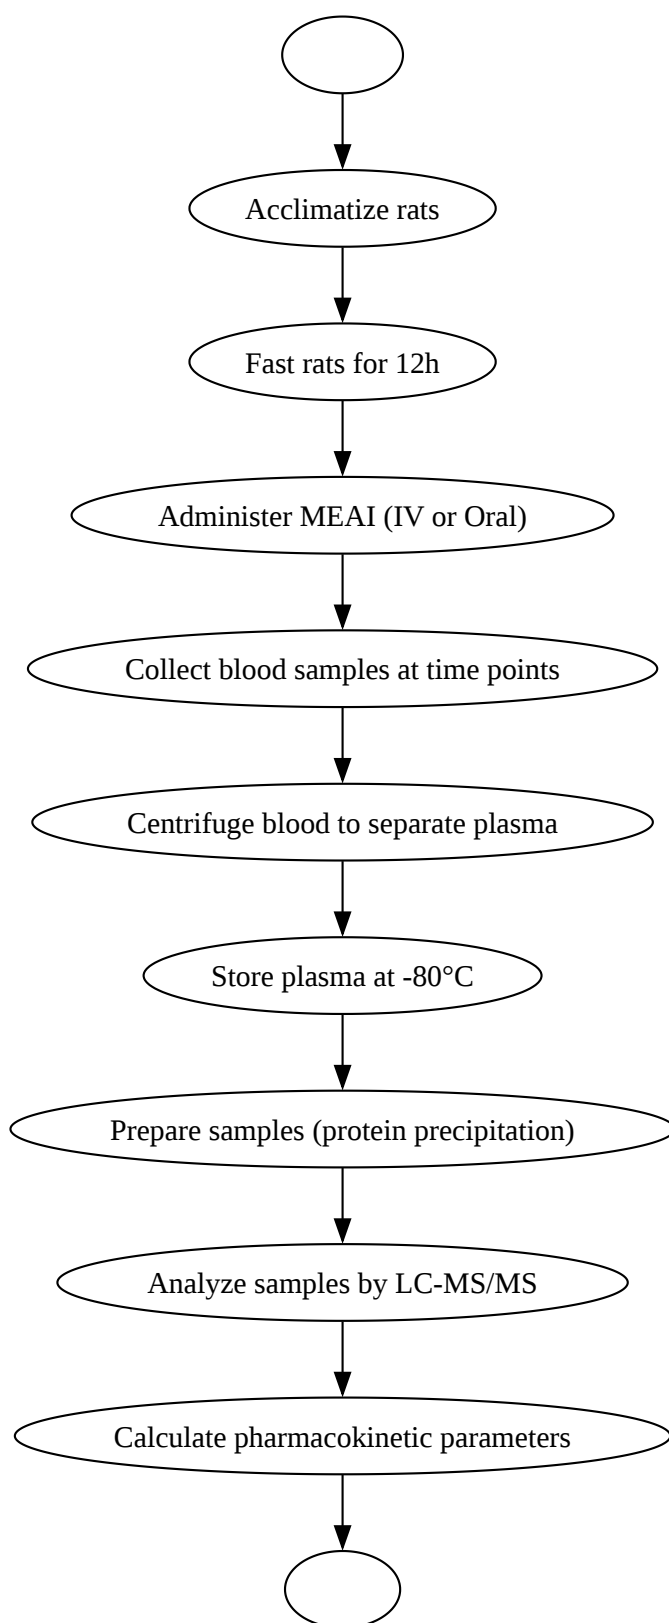 Acclimatize rats
Fast rats for 12h
Administer MEAI (IV or Oral)
Collect blood samples at time points
Centrifuge blood to separate plasma
Store plasma at -80°C
Prepare samples (protein precipitation)
Analyze samples by LC-MS/MS
Calculate pharmacokinetic parameters